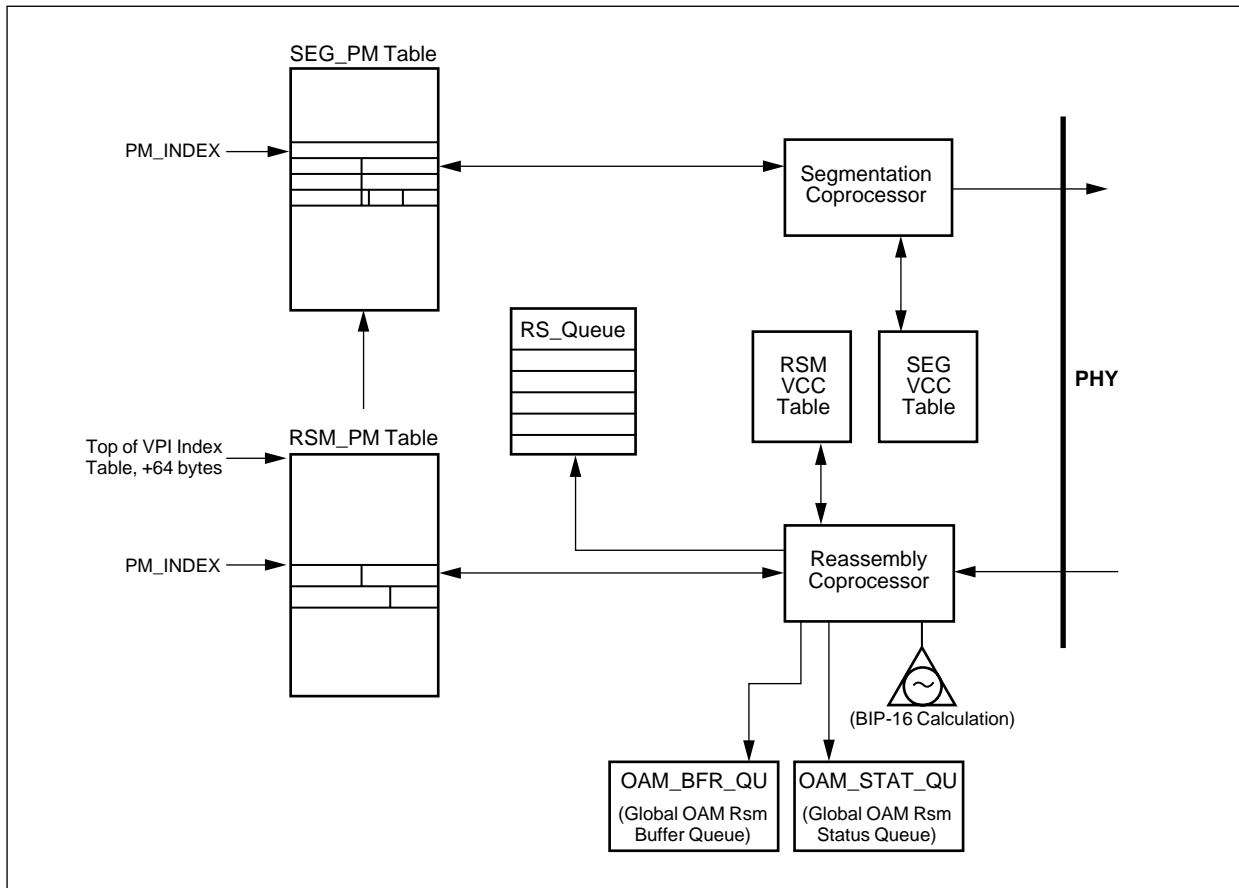 SEG_PM Table
PM_INDEX
Segmentation
Coprocessor
RS_Queue
RSM
VCC
Table
SEG
VCC
Table
PHY
Top of VPI Index
Table, +64 bytes
RSM_PM Table
PM_INDEX
Reassembly
Coprocessor
(BIP-16 Calculation)
OAM_BFR_QU
(Global OAM Rsm
Buffer Queue)
OAM_STAT_QU
(Global OAM Rsm
Status Queue)